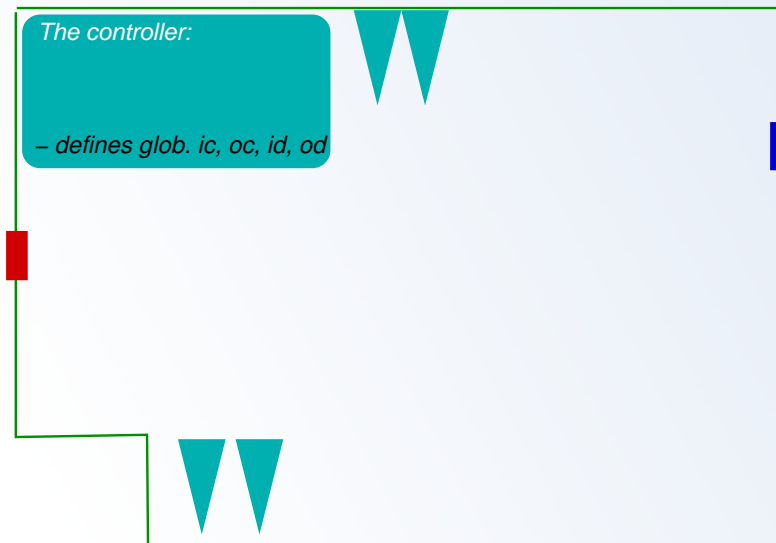 The controller:
– defines glob. ic, oc, id, od